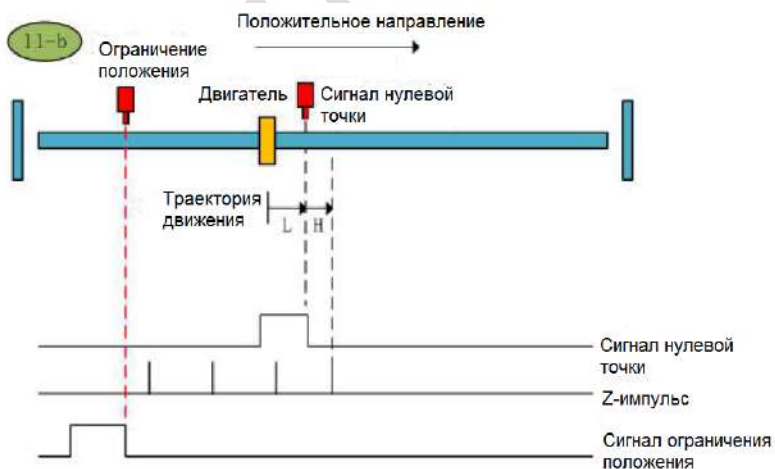 11-b
Положительное направление
Ограничение
положения
Двигатель
Сигнал нулевой
точки
Траектория
движения
L
H
Сигнал нулевой
точки
Z-импульс
Сигнал ограничения
положения